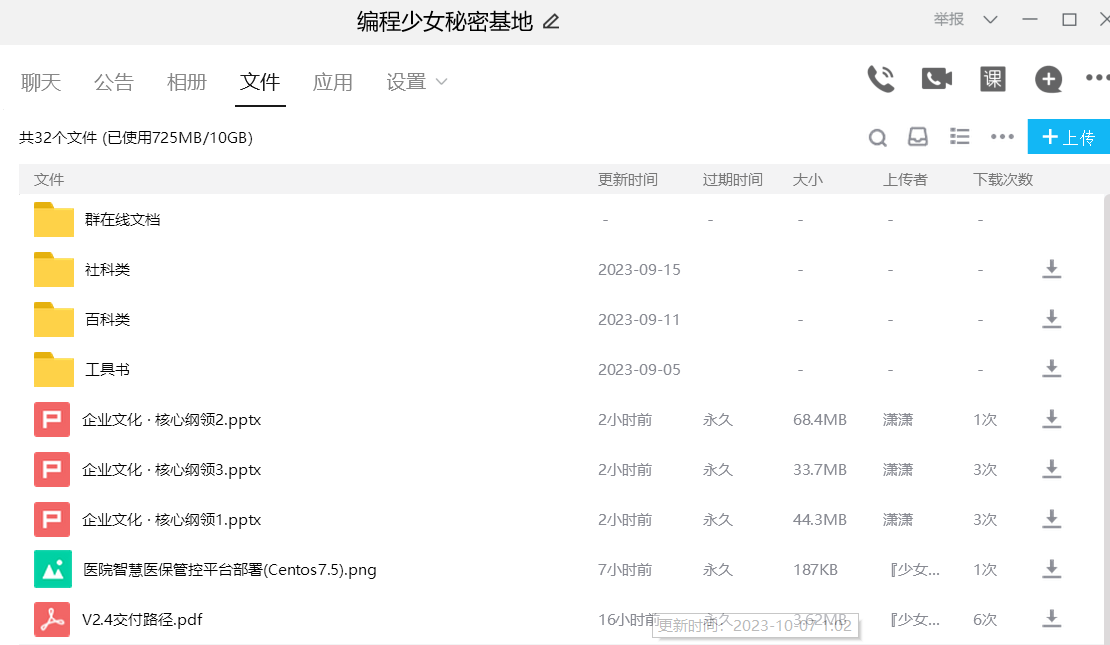 编程少女秘密基地
举报
聊天 公告 相册 文件 应用 设置
课
共32个文件 (已使用725MB/10GB)
上传
文件 更新时间 过期时间 大小 上传者 下载次数
群在线文档 - - - - -
社科类 2023-09-15 - - -
百科类 2023-09-11 - - -
工具书 2023-09-05 - - -
企业文化 · 核心纲领2.pptx 2小时前 永久 68.4MB 潇潇 1次
企业文化 · 核心纲领3.pptx 2小时前 永久 33.7MB 潇潇 3次
企业文化 · 核心纲领1.pptx 2小时前 永久 44.3MB 潇潇 3次
医院智慧医保管控平台部署(Centos7.5).png 7小时前 永久 187KB 『少女... 1次
V2.4交付路径.pdf 16小时前 永久 3.62MB 『少女... 6次
更新时间：2023-10-07 1:02